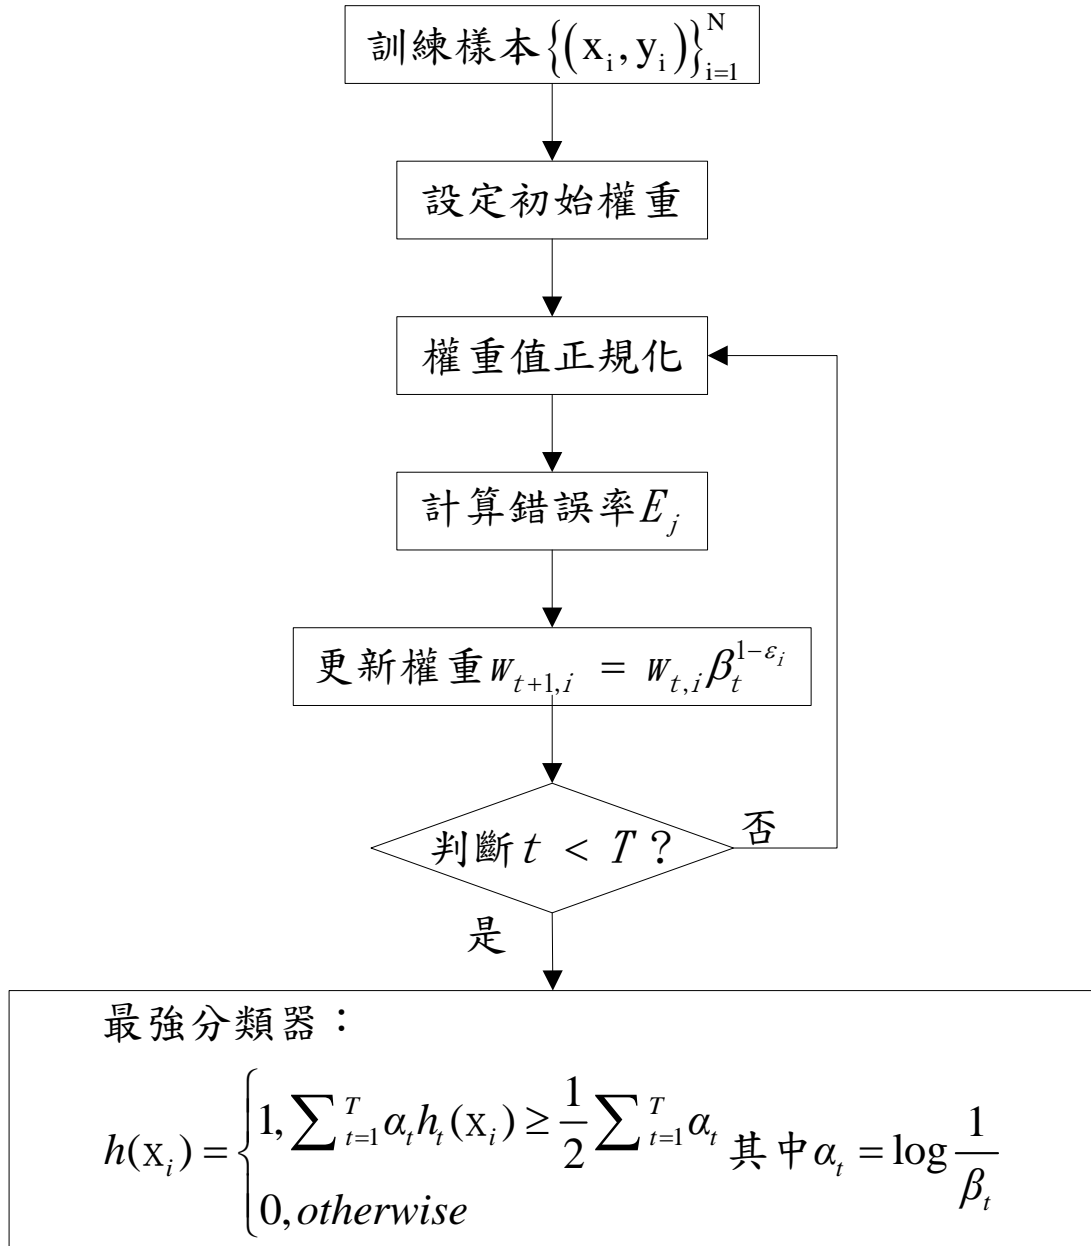 訓練樣本{(x_i, y_i)}_{i=1}^N
設定初始權重
權重值正規化
計算錯誤率E_j
更新權重w_{t+1,i} = w_{t,i}β_t^{1-ε_i}
判斷t < T？
否
是
最強分類器：
h(x_i) = { 1, ∑_{t=1}^T α_t h_t(x_i) ≥ 1/2 ∑_{t=1}^T α_t 其中α_t = log 1/β_t
0, otherwise